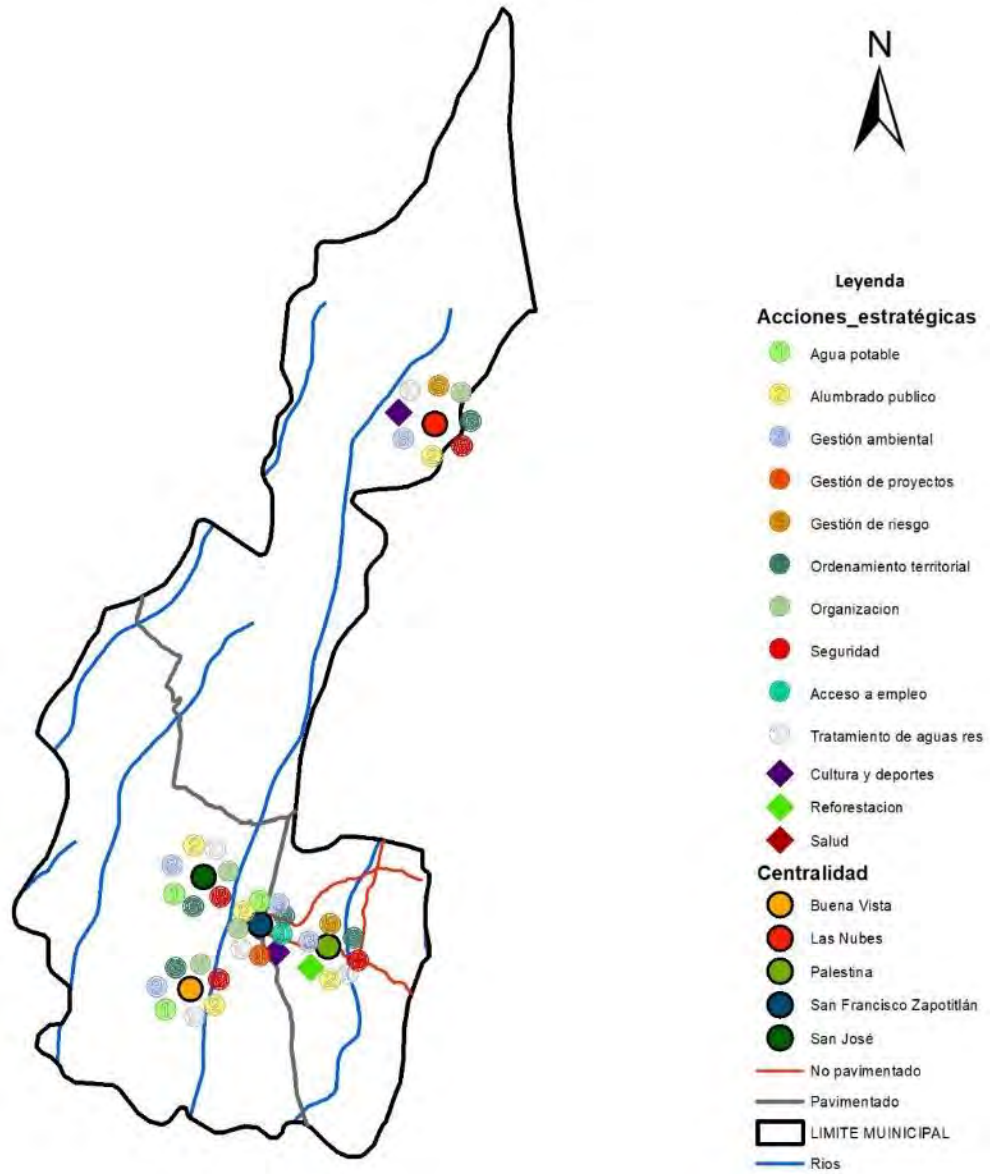 N
Leyenda
Acciones_estratégicas
Agua potable
Alumbrado publico
Gestión ambiental
Gestión de proyectos
Gestión de riesgo
Ordenamiento territorial
Organizacion
Seguridad
Acceso a empleo
Tratamiento de aguas res
Cultura y deportes
Reforestacion
Salud
Centralidad
Buena Vista
Las Nubes
Palestina
San Francisco Zapotitlán
San José
No pavimentado
Pavimentado
LIMITE MUINICIPAL
Rios